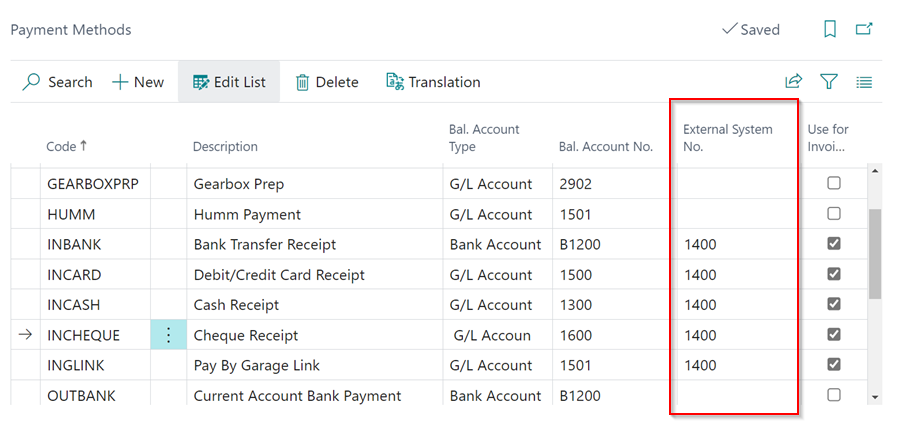 Payment Methods Saved
Search New Edit List Delete Translation
Code Description Bal. Account Type Bal. Account No. External System No. Use for Invoi...
GEARBOXPRP Gearbox Prep G/L Account 2902
HUMM Humm Payment G/L Account 1501
INBANK Bank Transfer Receipt Bank Account B1200 1400
INCARD Debit/Credit Card Receipt G/L Account 1500 1400
INCASH Cash Receipt G/L Account 1300 1400
INCHEQUE Cheque Receipt G/L Accoun 1600 1400
INGLINK Pay By Garage Link G/L Account 1501 1400
OUTBANK Current Account Bank Payment Bank Account B1200